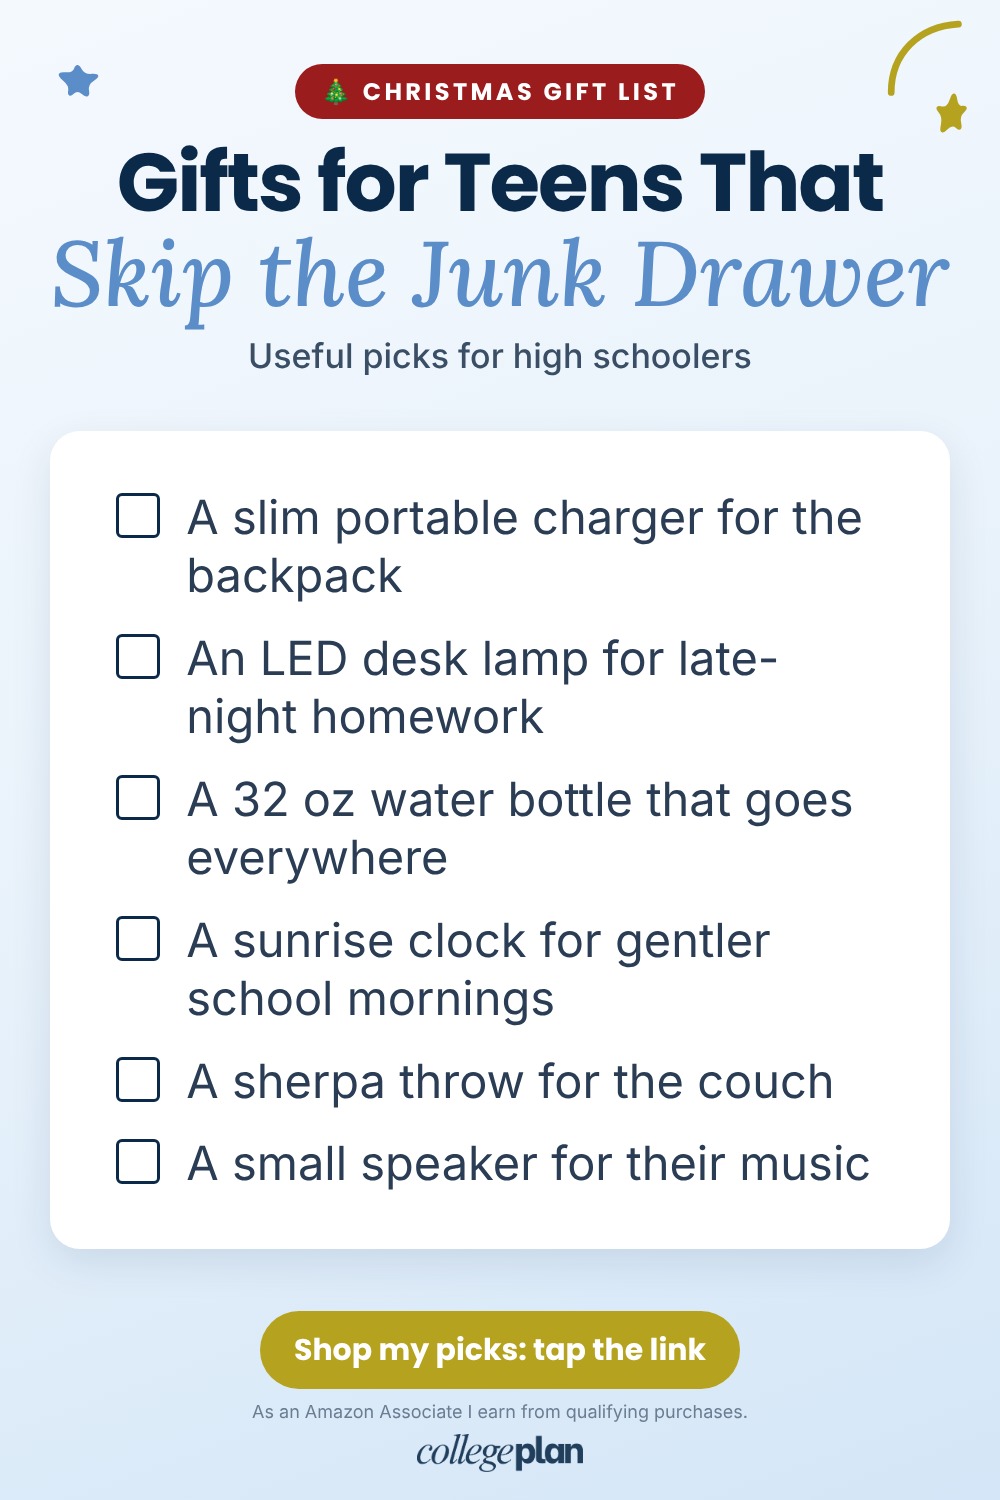 🎄 CHRISTMAS GIFT LIST
Gifts for Teens That
Skip the Junk Drawer
Useful picks for high schoolers
A slim portable charger for the
backpack
An LED desk lamp for late-
night homework
A 32 oz water bottle that goes
everywhere
A sunrise clock for gentler
school mornings
A sherpa throw for the couch
A small speaker for their music
Shop my picks: tap the link
As an Amazon Associate I earn from qualifying purchases.
collegeplan